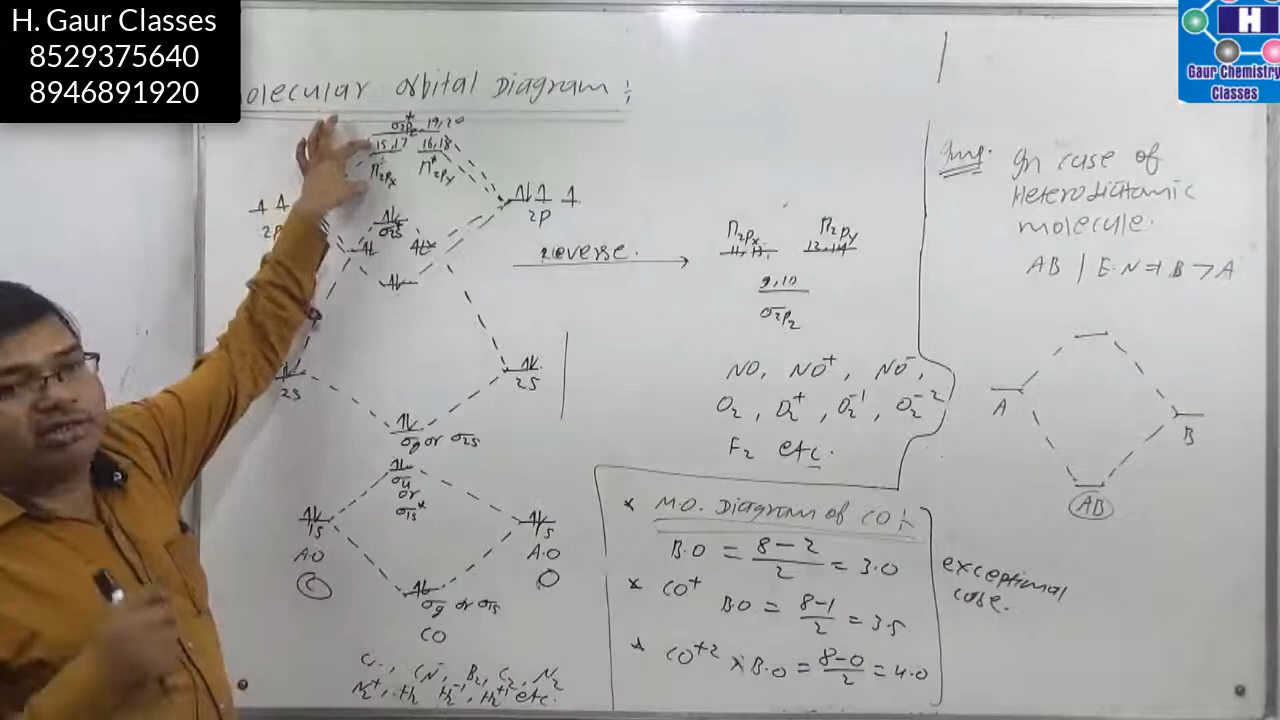 H. Gaur Classes
8529375640
8946891920
H
Gaur Chemistry
Classes
olecular orbital Diagram :
σ*2pz 19,20
15,17 16,18
π*2px π*2py
2p
2p
σ*2s
2s
2s
σg or σ2s
σu
or
σ1s*
1s
1s
A.O
A.O
C
O
σg or σ1s
CO
CN⁻, B2, C2, N2
N2⁺, H2⁻¹, H2⁺¹ etc.
reverse.
π2px π2py
11,13 12,14
9,10
σ2pz
NO, NO⁺, NO⁻,
O2, O2⁺, O2⁻¹, O2⁻²
F2 etc.
* M.O. Diagram of CO :
B.O = 8-2/2 = 3.0
* CO⁺
BO = 8-1/2 = 3.5
* CO⁺² B.O = 8-0/2 = 4.0
exceptional
case.
In case of
Heterodiatomic
molecule.
AB | E.N ⇒ B > A
A
B
AB